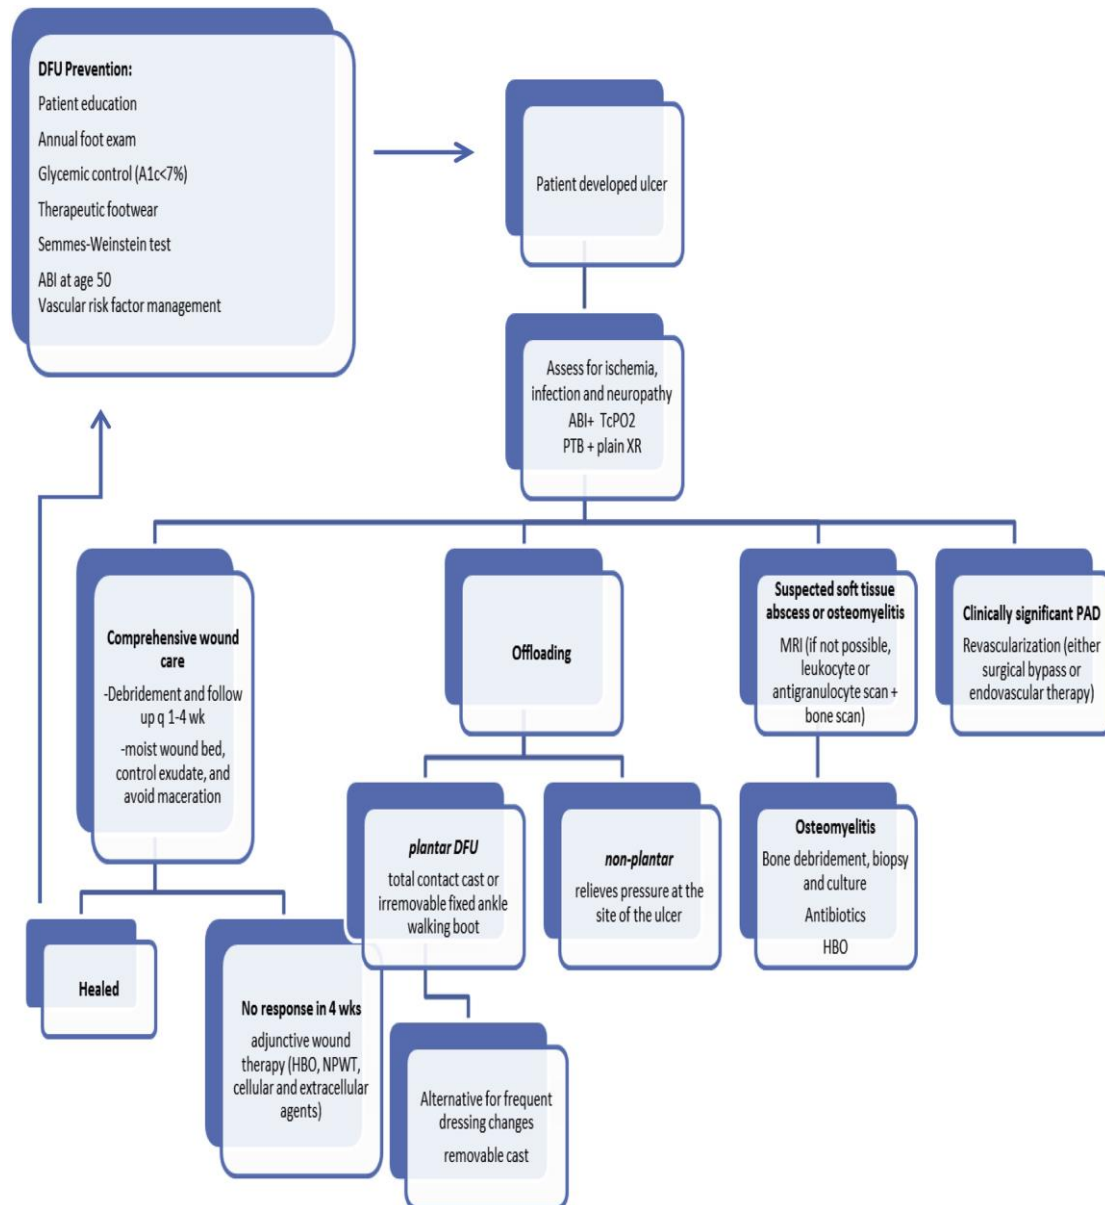 DFU Prevention:
Patient education
Annual foot exam
Glycemic control (A1c<7%)
Therapeutic footwear
Semmes-Weinstein test
ABI at age 50
Vascular risk factor management
Patient developed ulcer
Assess for ischemia,
infection and neuropathy
ABI+ TcPO2
PTB + plain XR
Comprehensive wound
care
-Debridement and follow
up q 1-4 wk
-moist wound bed,
control exudate, and
avoid maceration
Offloading
Suspected soft tissue
abscess or osteomyelitis
MRI (if not possible,
leukocyte or
antigranulocyte scan +
bone scan)
Clinically significant PAD
Revascularization (either
surgical bypass or
endovascular therapy)
Healed
No response in 4 wks
adjunctive wound
therapy (HBO, NPWT,
cellular and extracellular
agents)
plantar DFU
total contact cast or
irremovable fixed ankle
walking boot
non-plantar
relieves pressure at the
site of the ulcer
Osteomyelitis
Bone debridement, biopsy
and culture
Antibiotics
HBO
Alternative for frequent
dressing changes
removable cast